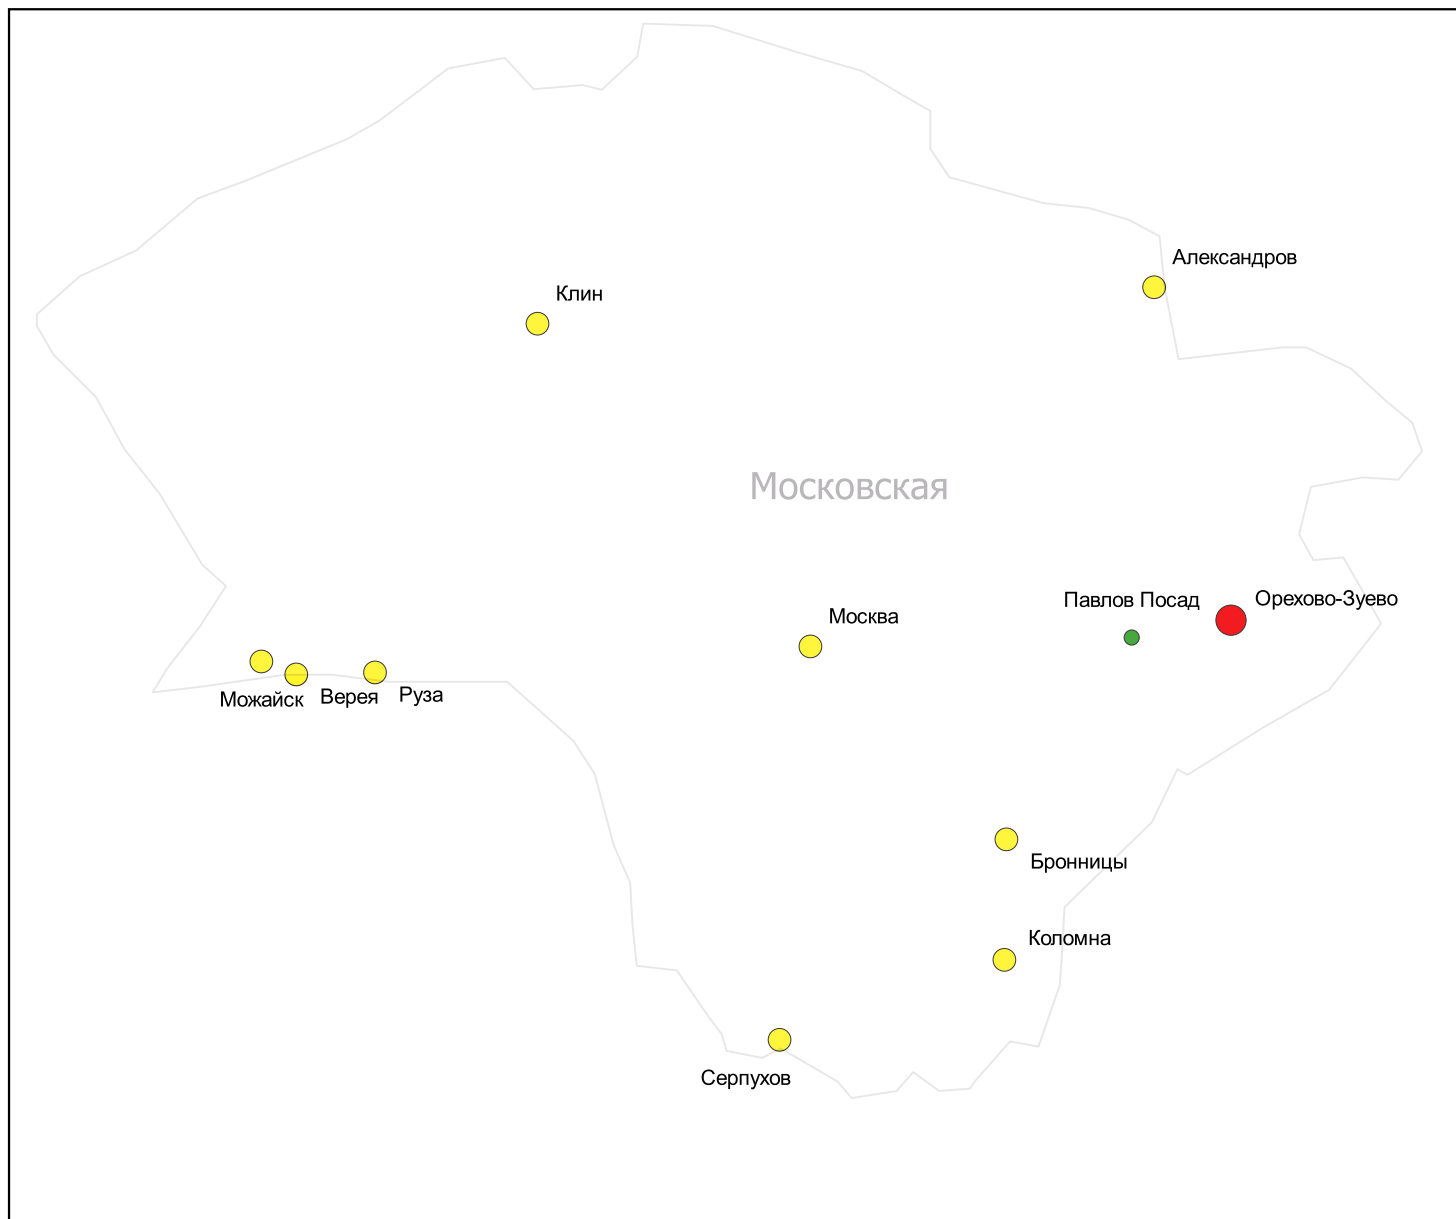 Александров
Клин
Московская
Павлов Посад
Орехово-Зуево
Москва
Можайск
Верея
Руза
Бронницы
Коломна
Серпухов